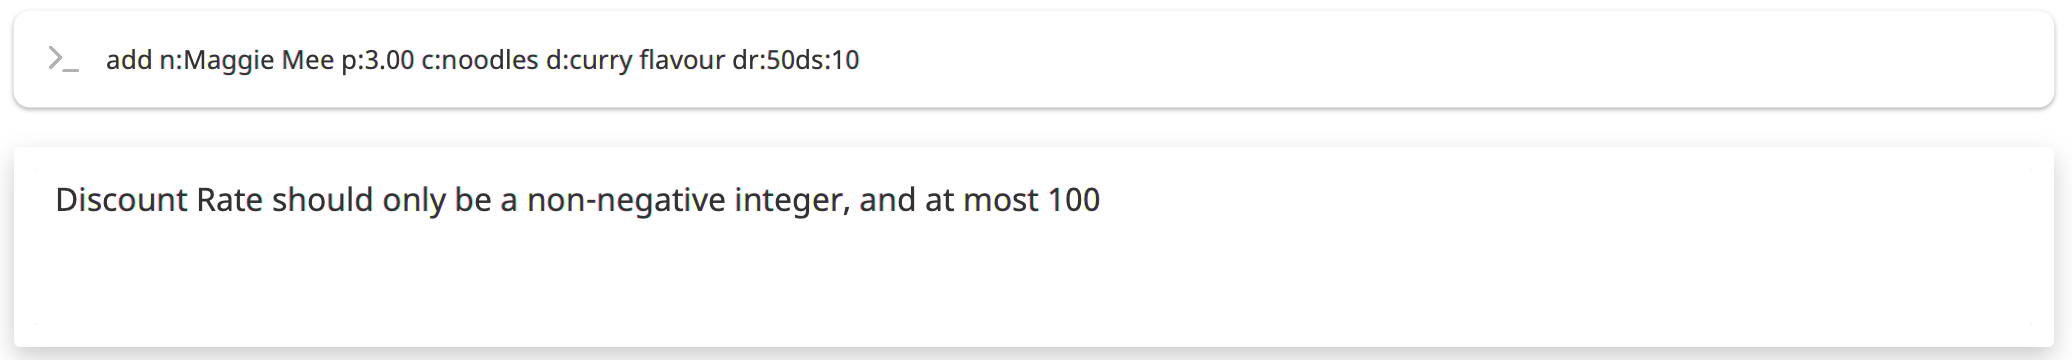 add n:Maggie Mee p:3.00 c:noodles d:curry flavour dr:50ds:10
Discount Rate should only be a non-negative integer, and at most 100